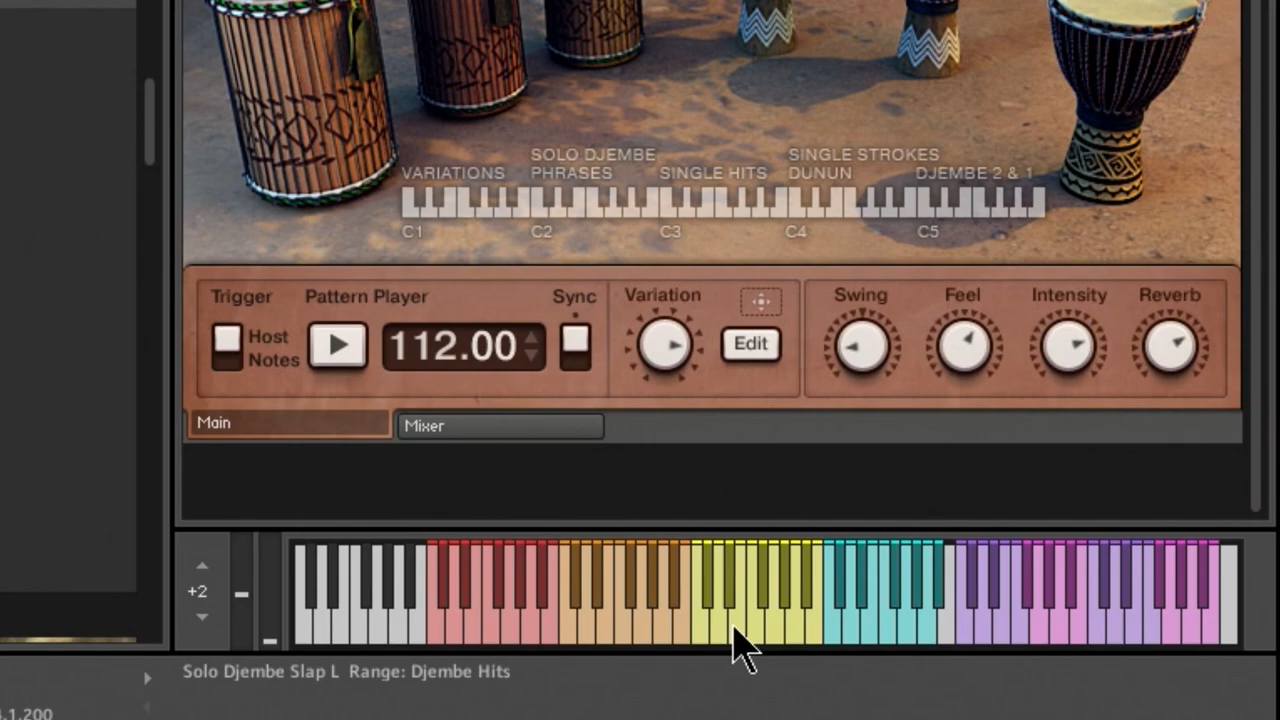 SOLO DJEMBE SINGLE STROKES
VARIATIONS PHRASES SINGLE HITS DUNUN DJEMBE 2 & 1
C1 C2 C3 C4 C5
Trigger Pattern Player Sync Variation Swing Feel Intensity Reverb
Host
Notes
112.00
Edit
Main Mixer
+2
Solo Djembe Slap L Range: Djembe Hits
.1.200